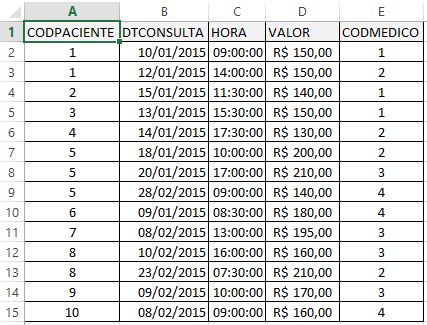 A B C D E
1 CODPACIENTE DTCONSULTA HORA VALOR CODMEDICO
2 1 10/01/2015 09:00:00 R$ 150,00 1
3 1 12/01/2015 14:00:00 R$ 150,00 2
4 2 15/01/2015 11:30:00 R$ 140,00 1
5 3 13/01/2015 15:30:00 R$ 150,00 1
6 4 14/01/2015 17:30:00 R$ 130,00 2
7 5 18/01/2015 10:00:00 R$ 200,00 2
8 5 20/01/2015 17:00:00 R$ 210,00 3
9 5 28/02/2015 09:00:00 R$ 140,00 4
10 6 09/01/2015 08:30:00 R$ 180,00 4
11 7 08/02/2015 13:00:00 R$ 195,00 3
12 8 10/02/2015 16:00:00 R$ 160,00 3
13 8 23/02/2015 07:30:00 R$ 210,00 2
14 9 09/02/2015 10:00:00 R$ 170,00 3
15 10 08/02/2015 09:00:00 R$ 160,00 4